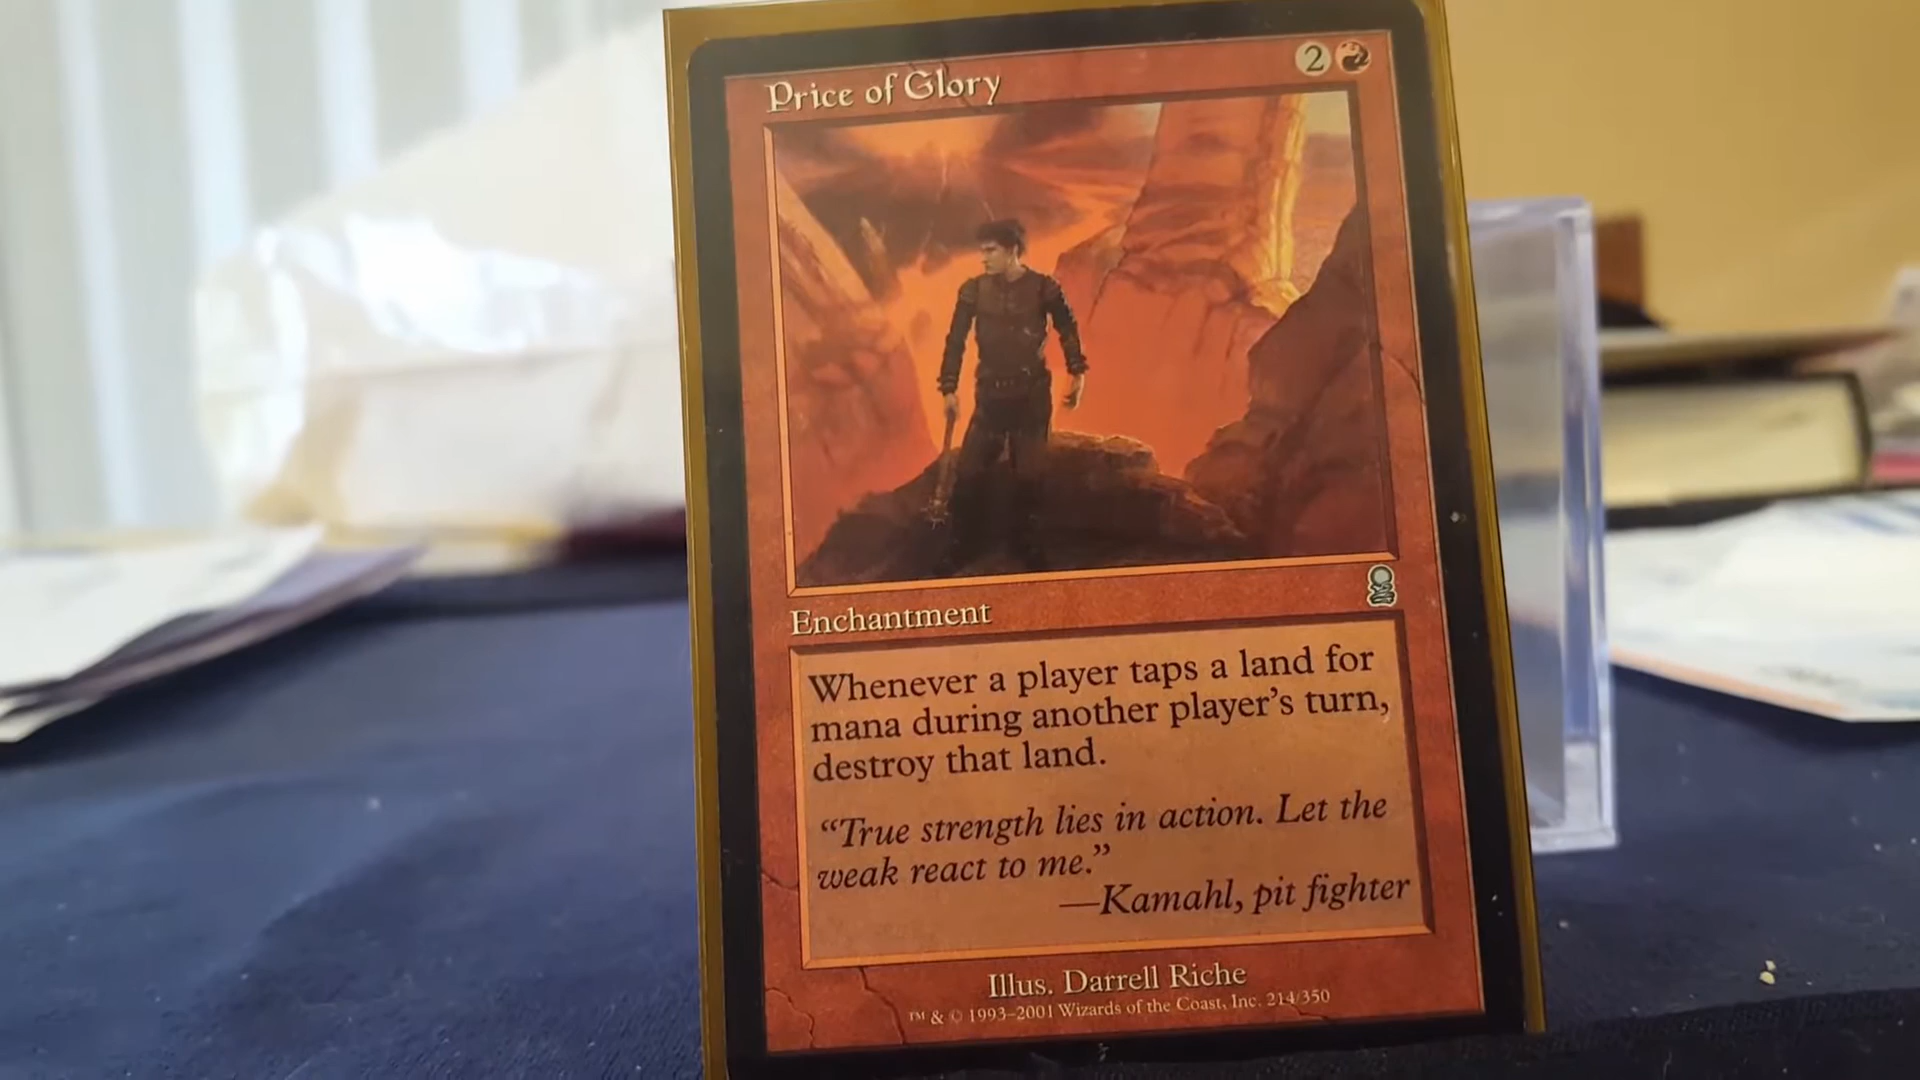 Price of Glory
2
Enchantment
Whenever a player taps a land for
mana during another player's turn,
destroy that land.
“True strength lies in action. Let the
weak react to me.”
—Kamahl, pit fighter
Illus. Darrell Riche
™ & © 1993–2001 Wizards of the Coast, Inc. 214/350